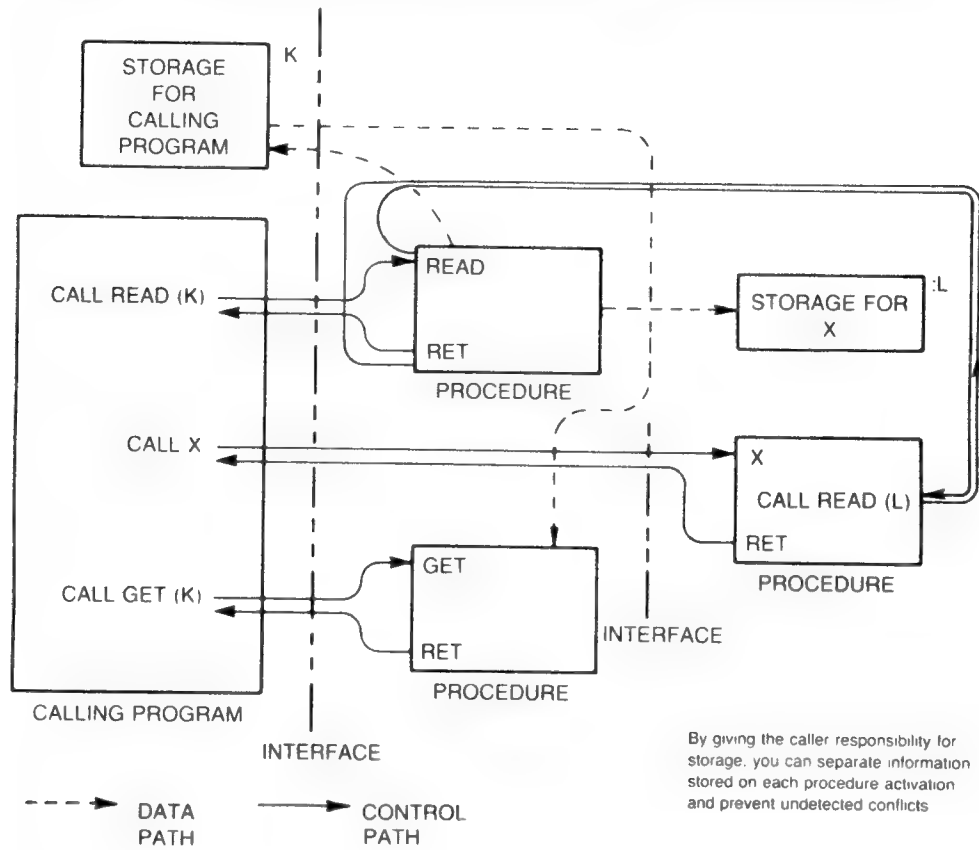 STORAGE
FOR
CALLING
PROGRAM
K
CALL READ (K)
READ
RET
PROCEDURE
STORAGE FOR
X
:L
CALL X
X
CALL READ (L)
RET
PROCEDURE
CALL GET (K)
GET
RET
PROCEDURE
INTERFACE
CALLING PROGRAM
INTERFACE
DATA
PATH
CONTROL
PATH
By giving the caller responsibility for
storage, you can separate information
stored on each procedure activation
and prevent undetected conflicts